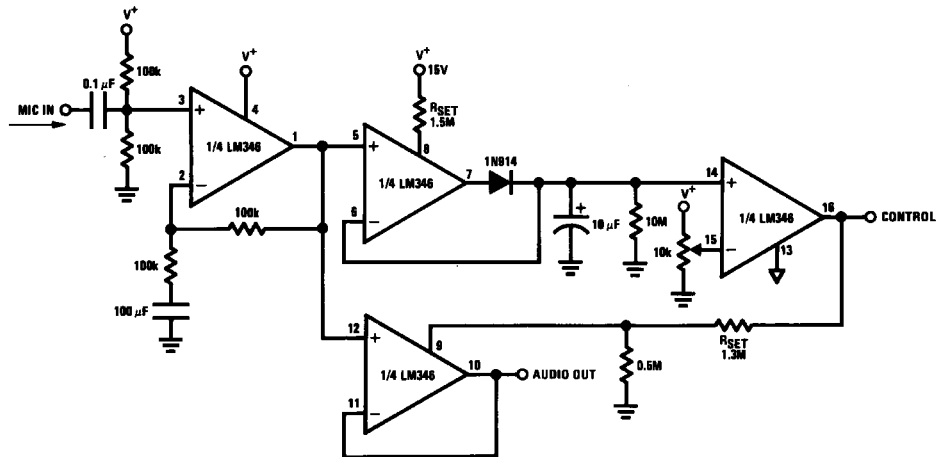 V+
100k
0.1 μF
MIC IN
100k
3
+
V+
4
1
1/4 LM346
2
−
100k
100k
100 μF
V+
15V
RSET
1.5M
8
5
+
1/4 LM346
7
6
−
1N914
+
10 μF
10M
V+
10k
14
+
1/4 LM346
16
CONTROL
15
−
13
12
+
9
10
1/4 LM346
AUDIO OUT
11
−
0.5M
RSET
1.3M